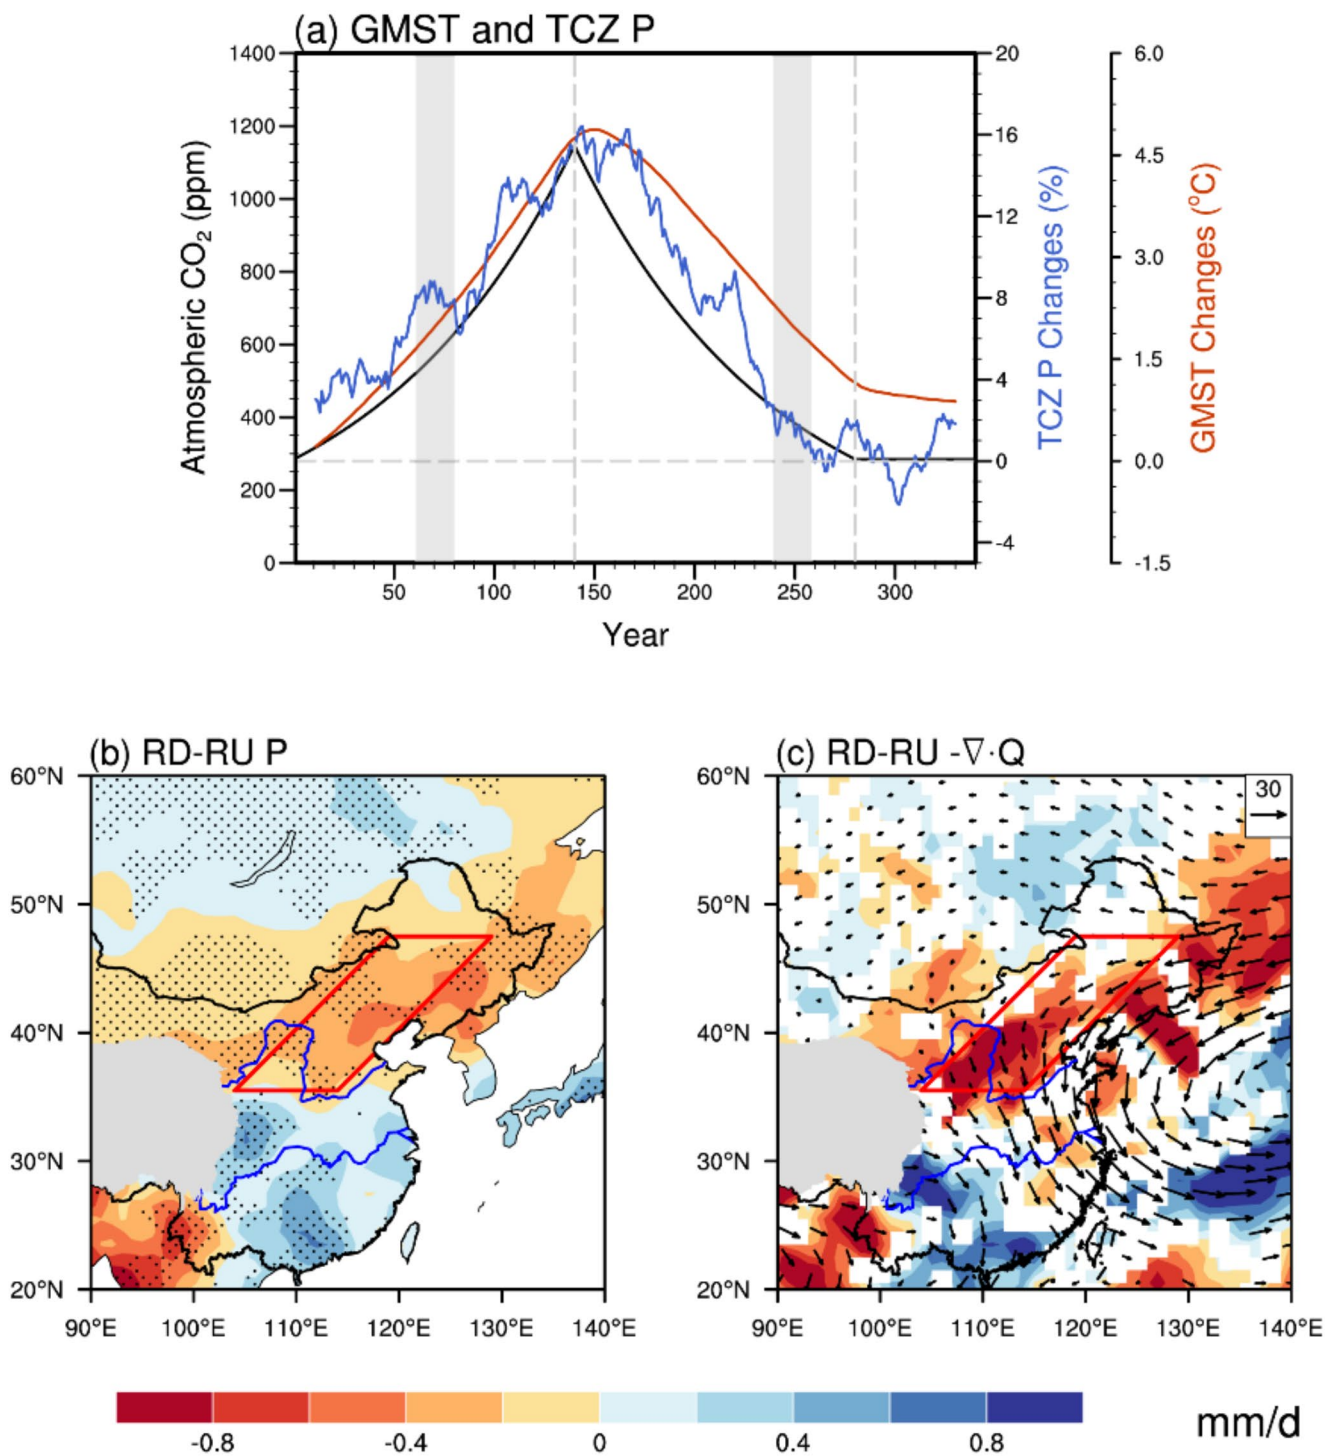 (a) GMST and TCZ P
1400
1200
1000
800
600
400
200
0
Atmospheric CO₂ (ppm)
20
16
12
8
4
0
-4
TCZ P Changes (%)
6.0
4.5
3.0
1.5
0.0
-1.5
GMST Changes (°C)
50 100 150 200 250 300
Year
(b) RD-RU P
60°N
50°N
40°N
30°N
20°N
90°E 100°E 110°E 120°E 130°E 140°E
(c) RD-RU -∇·Q
30
60°N
50°N
40°N
30°N
20°N
90°E 100°E 110°E 120°E 130°E 140°E
-0.8 -0.4 0 0.4 0.8
mm/d